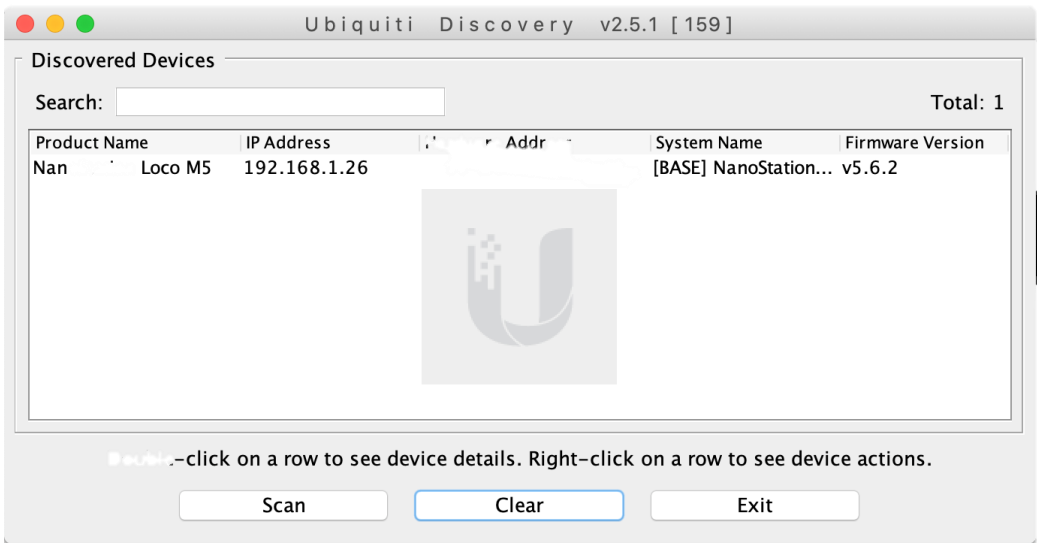 Ubiquiti Discovery v2.5.1 [159]
Discovered Devices
Search: Total: 1
Product Name IP Address Addr System Name Firmware Version
Nan Loco M5 192.168.1.26 [BASE] NanoStation... v5.6.2
-click on a row to see device details. Right-click on a row to see device actions.
Scan Clear Exit